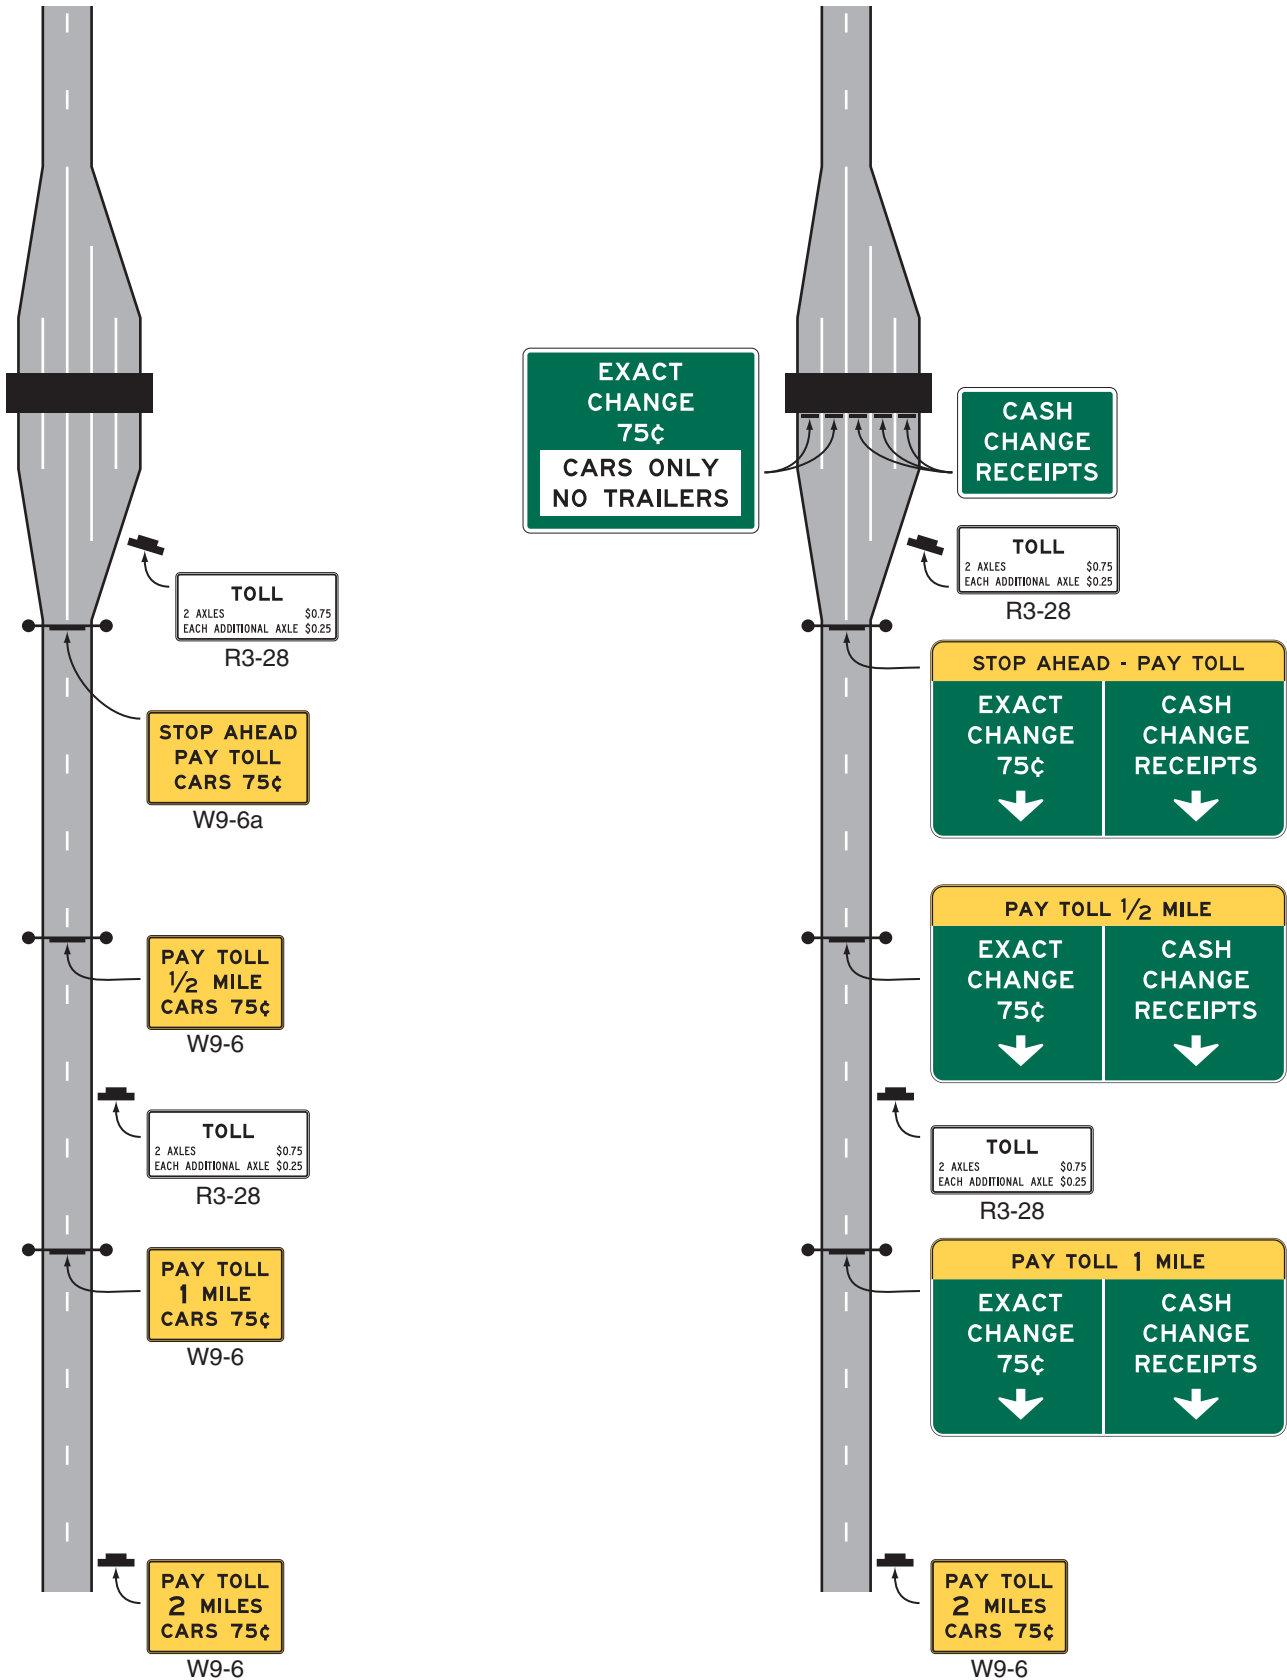 TOLL
2 AXLES $0.75
EACH ADDITIONAL AXLE $0.25
R3-28
STOP AHEAD
PAY TOLL
CARS 75¢
W9-6a
PAY TOLL
1/2 MILE
CARS 75¢
W9-6
TOLL
2 AXLES $0.75
EACH ADDITIONAL AXLE $0.25
R3-28
PAY TOLL
1 MILE
CARS 75¢
W9-6
PAY TOLL
2 MILES
CARS 75¢
W9-6
EXACT
CHANGE
75¢
CARS ONLY
NO TRAILERS
CASH
CHANGE
RECEIPTS
TOLL
2 AXLES $0.75
EACH ADDITIONAL AXLE $0.25
R3-28
STOP AHEAD - PAY TOLL
EXACT
CHANGE
75¢
CASH
CHANGE
RECEIPTS
PAY TOLL 1/2 MILE
EXACT
CHANGE
75¢
CASH
CHANGE
RECEIPTS
TOLL
2 AXLES $0.75
EACH ADDITIONAL AXLE $0.25
R3-28
PAY TOLL 1 MILE
EXACT
CHANGE
75¢
CASH
CHANGE
RECEIPTS
PAY TOLL
2 MILES
CARS 75¢
W9-6